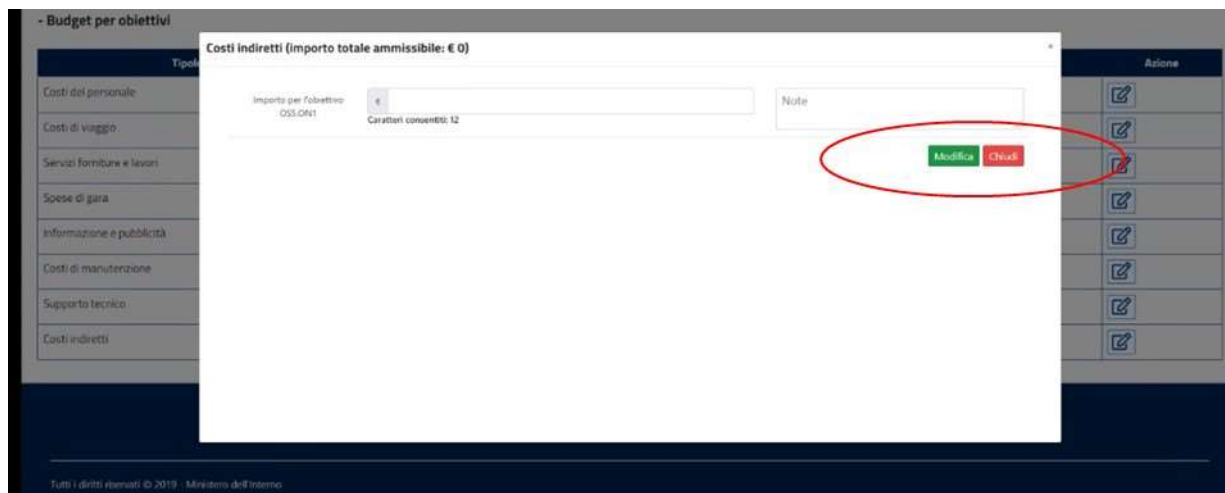 - Budget per obiettivi
Costi indiretti (importo totale ammissibile: € 0)
×
Tipolo
Azione
Costi del personale
Importo per l'obiettivo
OS5.ON1
€
Caratteri consentiti: 12
Note
Costi di viaggio
Servizi forniture e lavori
Modifica Chiudi
Spese di gara
Informazione e pubblicità
Costi di manutenzione
Supporto tecnico
Costi indiretti
Tutti i diritti riservati © 2019 - Ministero dell'Interno